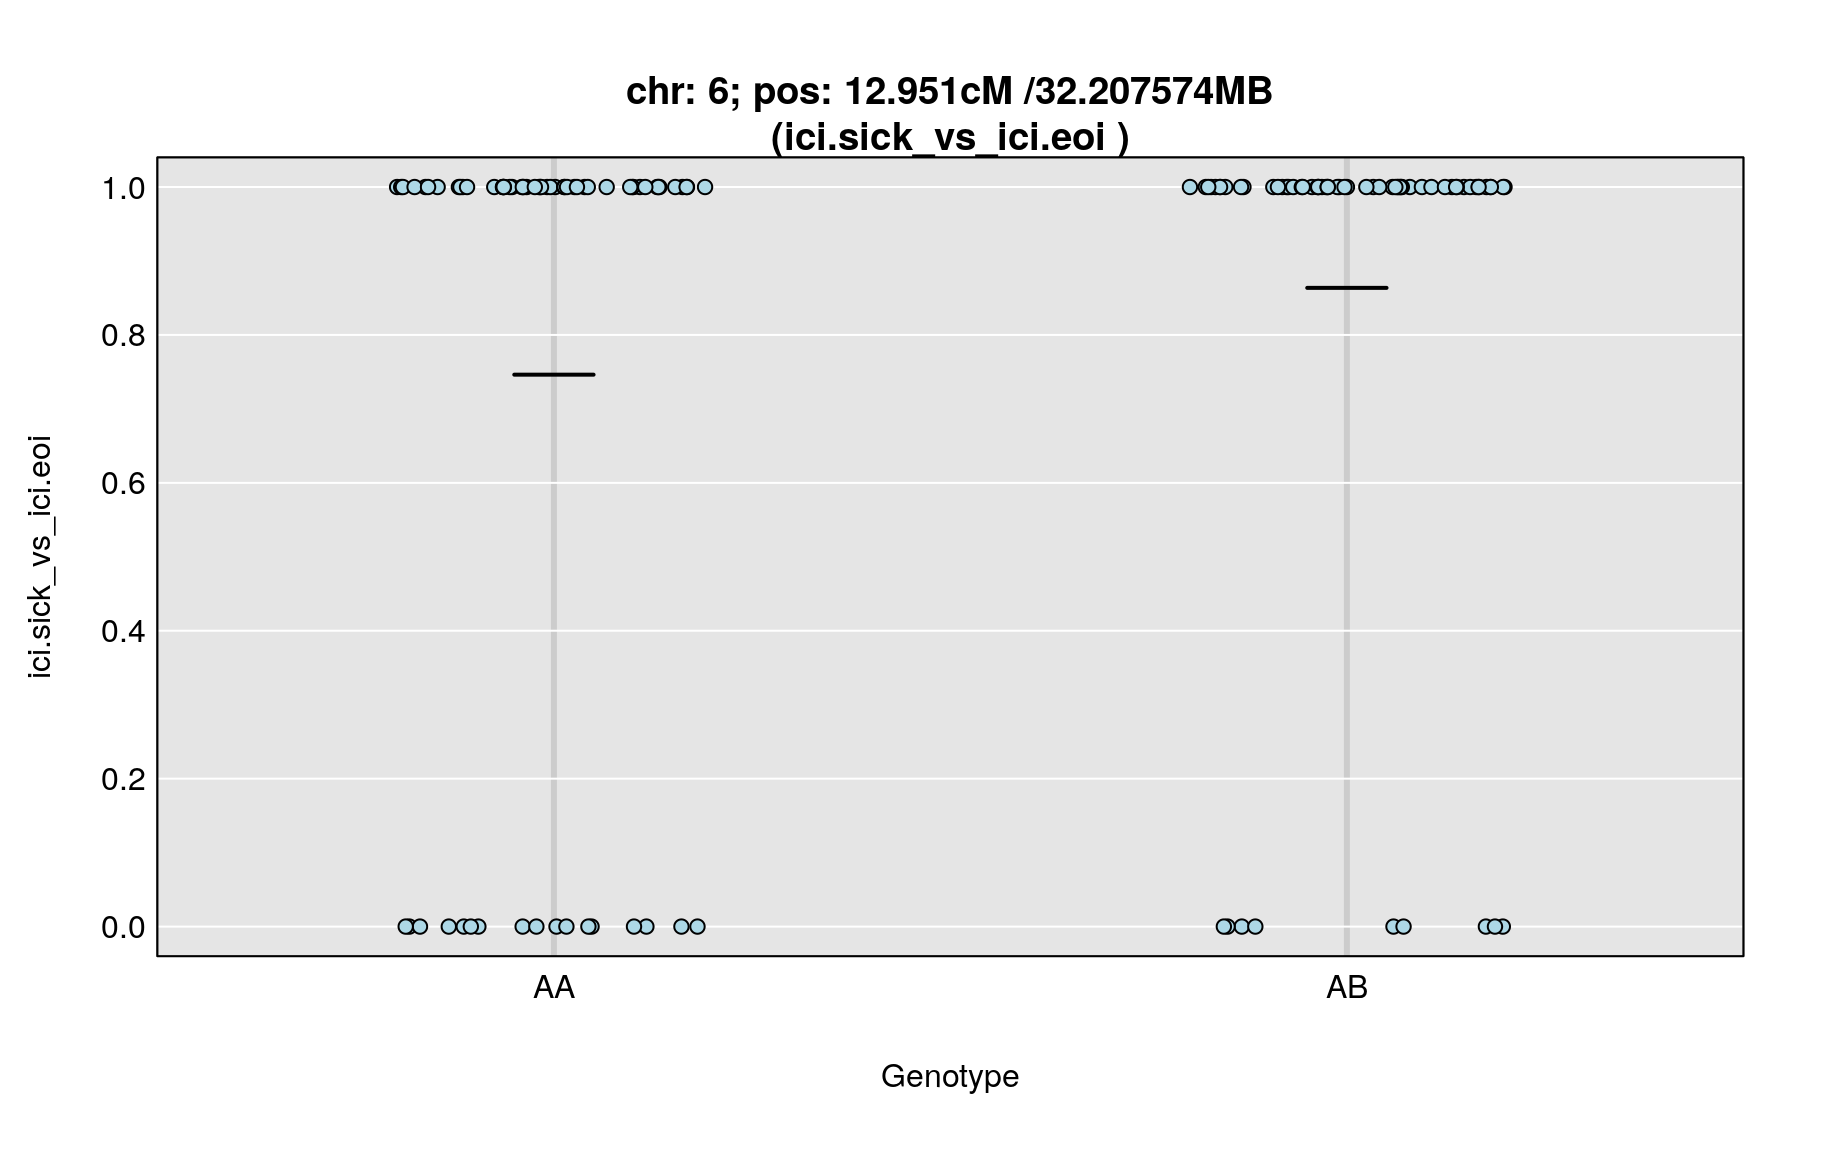 chr: 6; pos: 12.951cM /32.207574MB
(ici.sick_vs_ici.eoi )
ici.sick_vs_ici.eoi
1.0
0.8
0.6
0.4
0.2
0.0
AA AB
Genotype